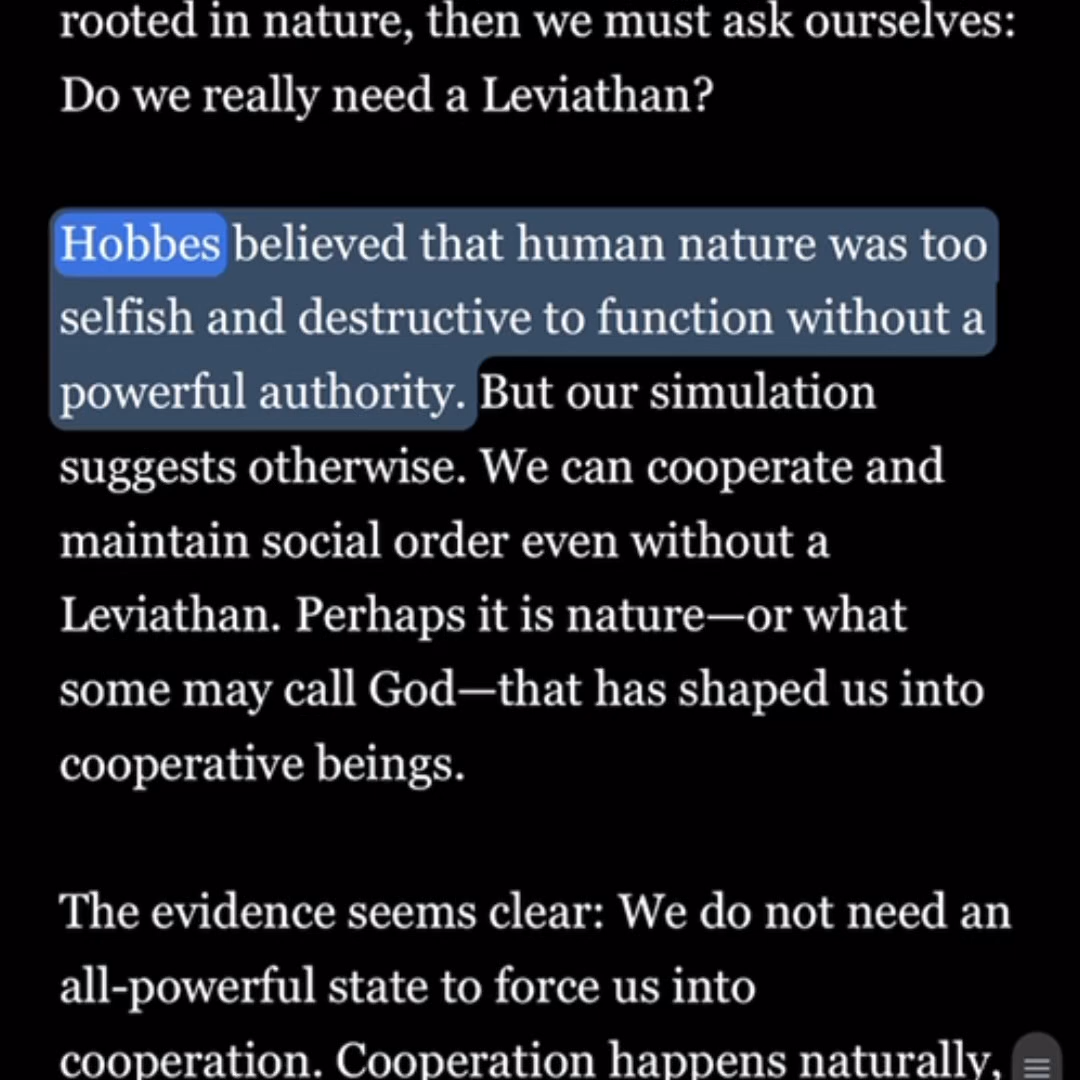 rooted in nature, then we must ask ourselves:
Do we really need a Leviathan?
Hobbes believed that human nature was too
selfish and destructive to function without a
powerful authority. But our simulation
suggests otherwise. We can cooperate and
maintain social order even without a
Leviathan. Perhaps it is nature—or what
some may call God—that has shaped us into
cooperative beings.
The evidence seems clear: We do not need an
all-powerful state to force us into
cooperation. Cooperation happens naturally,